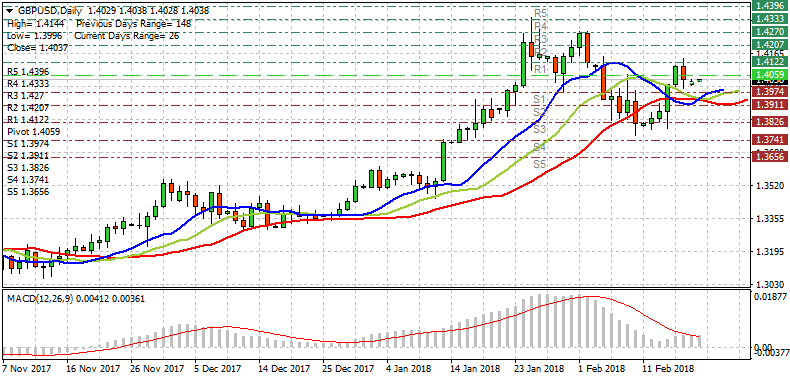 GBPUSD,Daily 1.4029 1.4038 1.4028 1.4038
High= 1.4144 Previous Days Range= 148
Low= 1.3996 Current Days Range= 26
Close= 1.4037
R5 1.4396
R4 1.4333
R3 1.427
R2 1.4207
R1 1.4122
Pivot 1.4059
S1 1.3974
S2 1.3911
S3 1.3826
S4 1.3741
S5 1.3656
R5
R4
R3
R2
R1
S1
S2
S3
S4
S5
1.4396
1.4333
1.4270
1.4207
1.4165
1.4122
1.4059
1.3974
1.3911
1.3826
1.3741
1.3656
1.3520
1.3355
1.3195
1.3030
MACD(12,26,9) 0.00412 0.00361
0.01877
0.00
-0.00377
7 Nov 2017 16 Nov 2017 26 Nov 2017 5 Dec 2017 14 Dec 2017 25 Dec 2017 4 Jan 2018 14 Jan 2018 23 Jan 2018 1 Feb 2018 11 Feb 2018